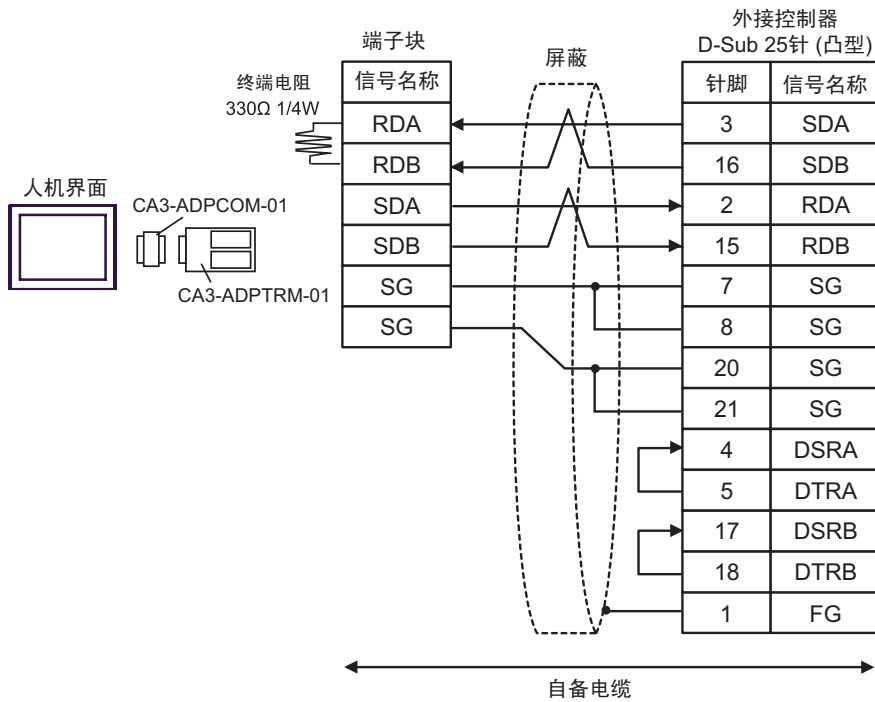 外接控制器
D-Sub 25针 (凸型)
端子块
屏蔽
终端电阻
330Ω 1/4W
人机界面
CA3-ADPCOM-01
CA3-ADPTRM-01
信号名称
RDA
RDB
SDA
SDB
SG
SG
针脚 信号名称
3 SDA
16 SDB
2 RDA
15 RDB
7 SG
8 SG
20 SG
21 SG
4 DSRA
5 DTRA
17 DSRB
18 DTRB
1 FG
自备电缆